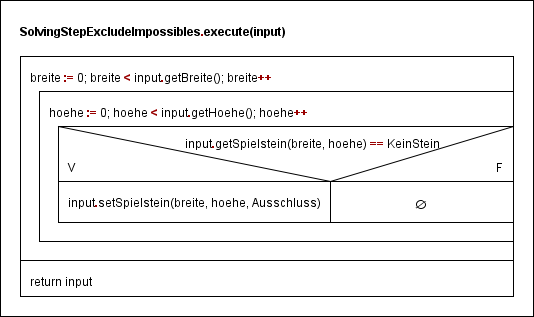 SolvingStepExcludeImpossibles.execute(input)
breite := 0; breite < input.getBreite(); breite++
hoehe := 0; hoehe < input.getHoehe(); hoehe++
input.getSpielstein(breite, hoehe) == KeinStein
V F
input.setSpielstein(breite, hoehe, Ausschluss) ∅
return input